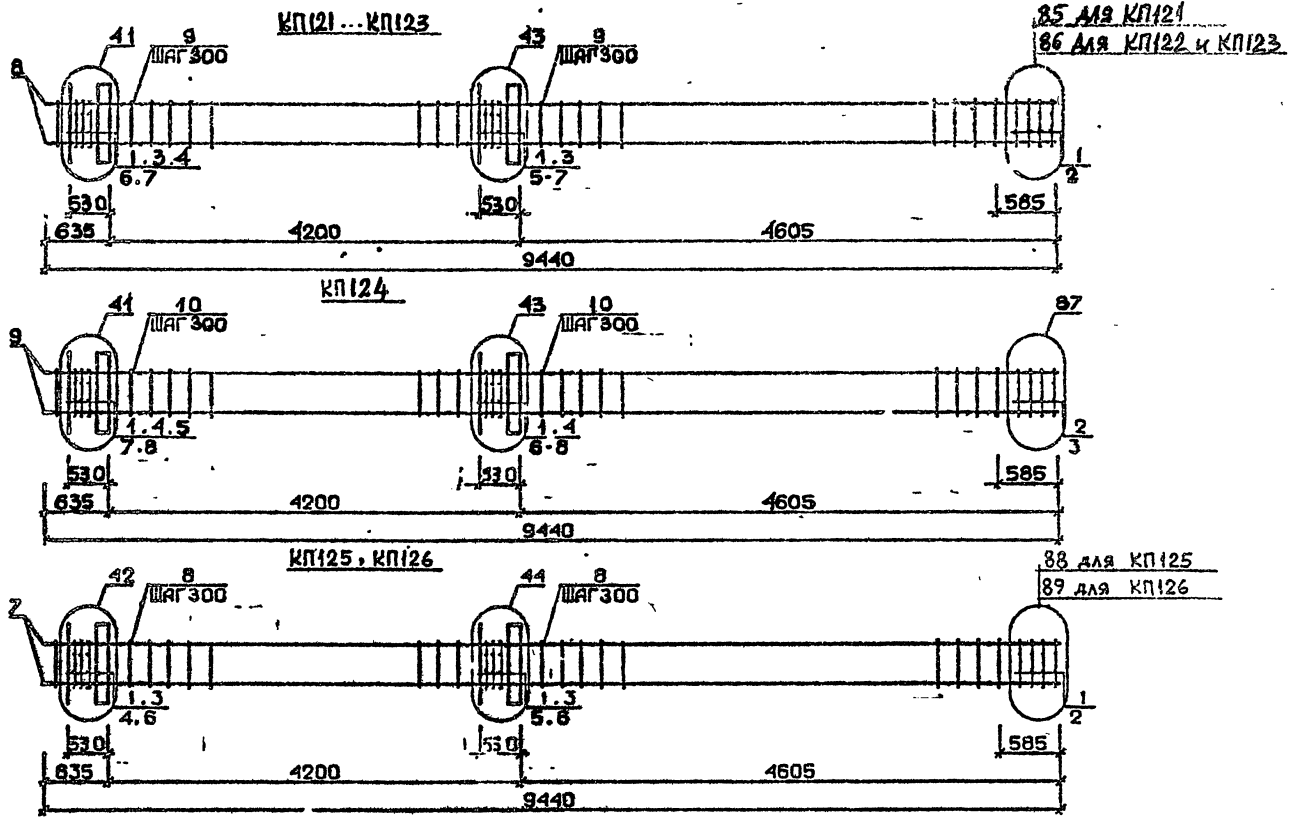 КП121...КП123
85 ДЛЯ КП121
86 ДЛЯ КП122 и КП123
41 9 43 9
ШАГ 300 ШАГ 300
8
1.3.4 1.3 1
6.7 5-7 2
530 530 585
635 4200 4605
9440
КП124
41 10 43 10 87
ШАГ 300 ШАГ 300
9
1.4.5 1.4 2
7.8 6-8 3
530 530 585
635 4200 4605
9440
КП125, КП126
88 ДЛЯ КП125
89 ДЛЯ КП126
42 8 44 8
ШАГ 300 ШАГ 300
7
1.3 1.3 1
4,6 5.6 2
530 530 585
635 4200 4605
9440